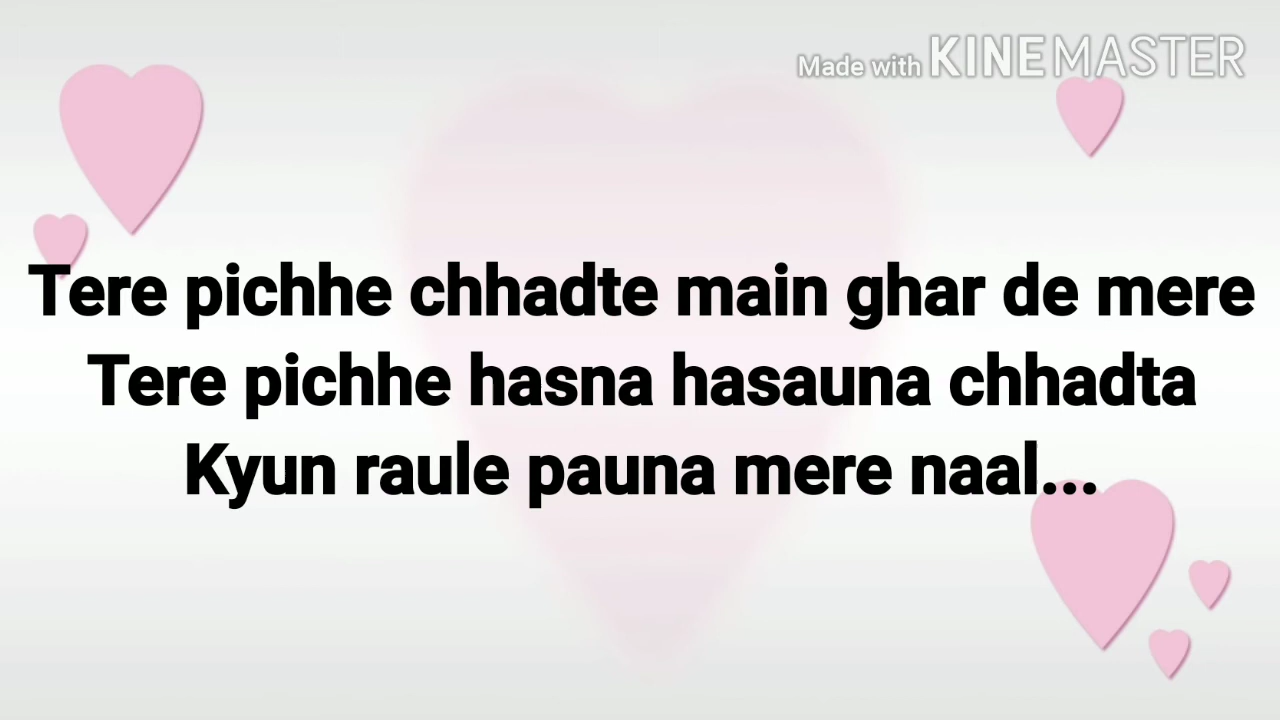 Made with KINEMASTER
Tere pichhe chhadte main ghar de mere
Tere pichhe hasna hasauna chhadta
Kyun raule pauna mere naal...